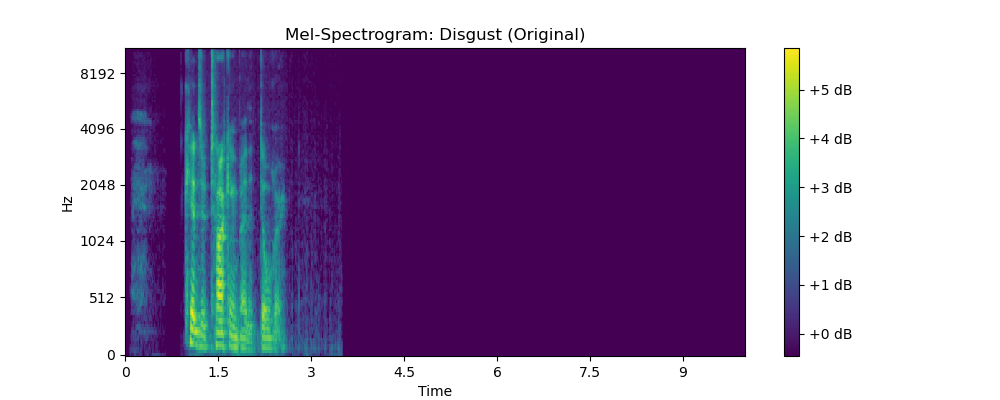 Mel-Spectrogram: Disgust (Original)
Hz
8192
4096
2048
1024
512
0
0 1.5 3 4.5 6 7.5 9
Time
+5 dB
+4 dB
+3 dB
+2 dB
+1 dB
+0 dB